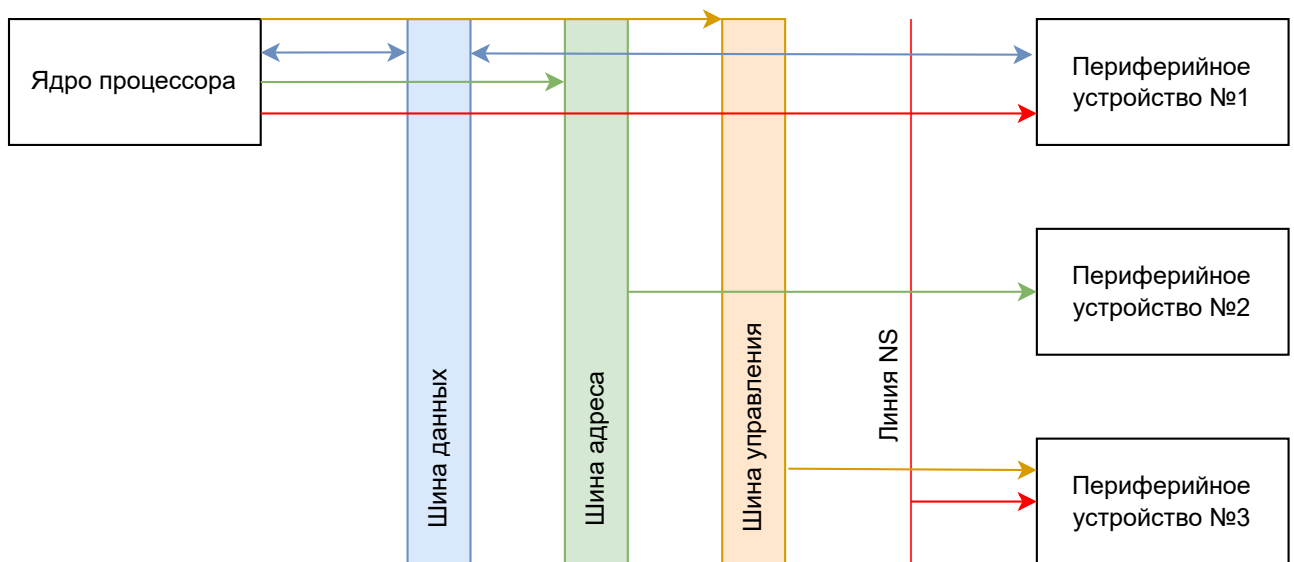 Ядро процессора
Периферийное
устройство №1
Периферийное
устройство №2
Шина данных
Шина адреса
Шина управления
Линия NS
Периферийное
устройство №3